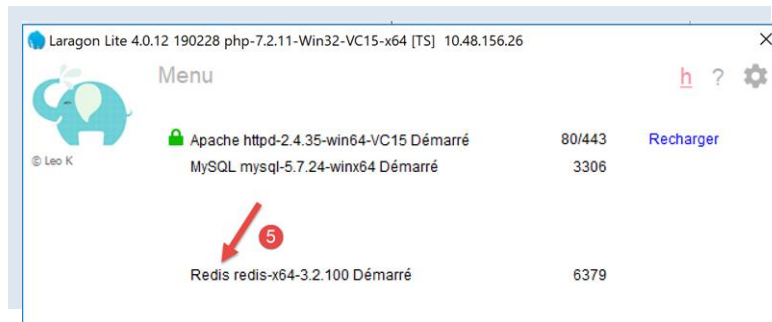 Laragon Lite 4.0.12 190228 php-7.2.11-Win32-VC15-x64 [TS] 10.48.156.26
Menu h ?
Apache httpd-2.4.35-win64-VC15 Démarré 80/443 Recharger
© Leo K
MySQL mysql-5.7.24-winx64 Démarré 3306
5
Redis redis-x64-3.2.100 Démarré 6379